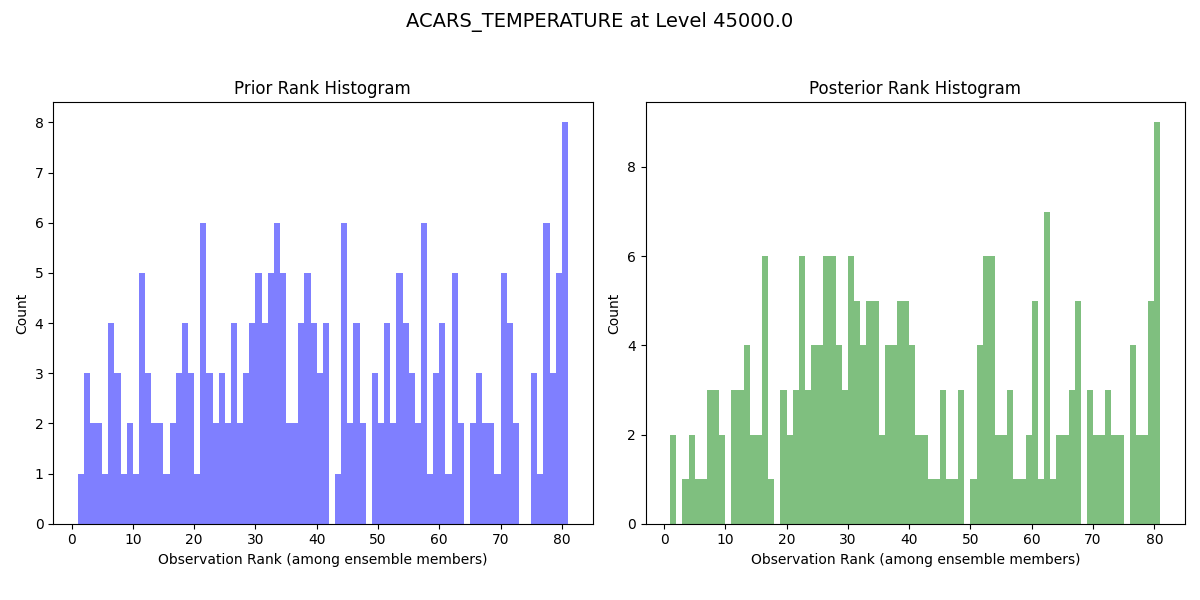 ACARS_TEMPERATURE at Level 45000.0
Prior Rank Histogram
8
7
6
5
4
3
2
1
0
Count
0 10 20 30 40 50 60 70 80
Observation Rank (among ensemble members)
Posterior Rank Histogram
8
6
4
2
0
Count
0 10 20 30 40 50 60 70 80
Observation Rank (among ensemble members)